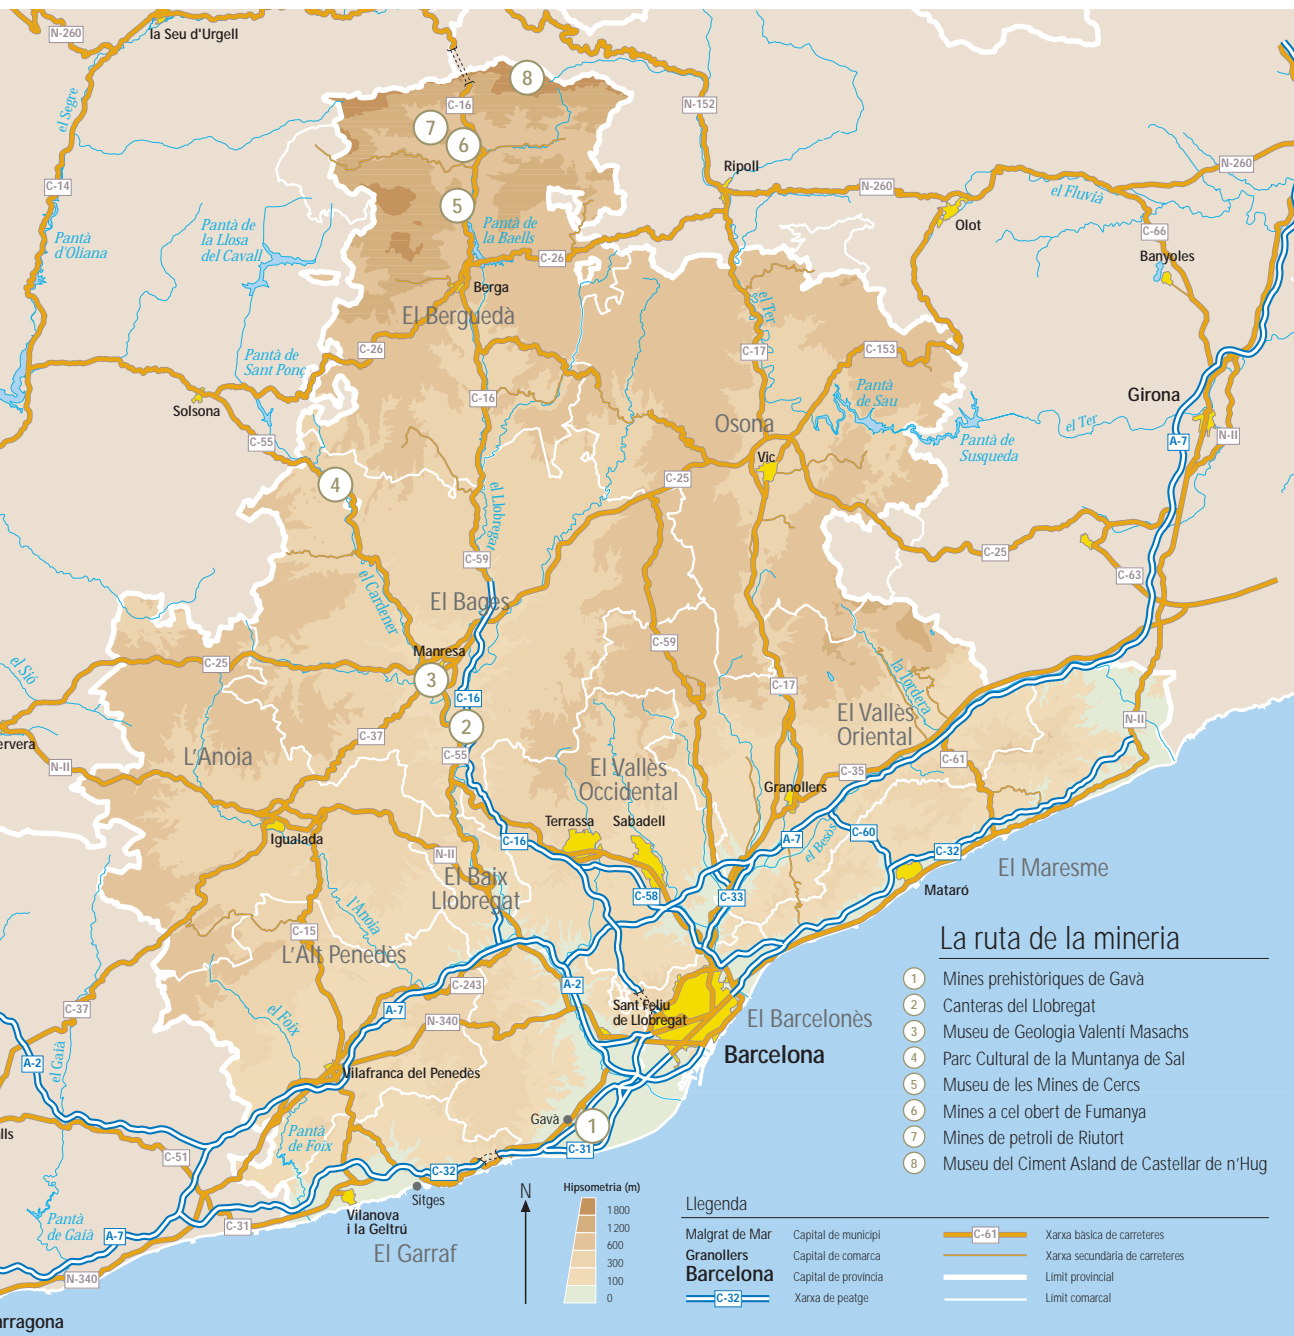 N-260
la Seu d'Urgell
8
C-16
N-152
el Segre
7
6
Ripoll
N-260
C-14
N-260
el Fluvià
5
Pantà de
la Llosa
del Cavall
Pantà de
la Baells
Olot
C-66
Pantà
d'Oliana
C-26
Banyoles
Berga
el Ter
El Berguedà
C-26
C-17
C-153
Pantà de
Sant Ponç
Pantà
de Sau
C-16
Girona
Solsona
Osona
el Ter
N-II
C-55
Pantà de
Susqueda
A-7
Vic
4
C-25
el Llobregat
C-25
C-59
C-63
el Cardener
El Bages
C-59
Manresa
el Sió
C-25
3
C-17
la Tordera
C-16
2
El Vallès
Oriental
N-II
C-37
ervera
L'Anoia
C-55
N-II
El Vallès
Occidental
C-35
C-61
Granollers
Terrassa
Sabadell
C-60
Igualada
C-16
A-7
el Besòs
C-32
N-II
El Maresme
El Baix
Llobregat
C-58
C-33
Mataró
l'Anoia
C-15
L'Alt Penedès
C-243
A-2
C-37
A-7
el Foix
N-340
Sant Feliu
de Llobregat
El Barcelonès
Barcelona
A-2
el Gaià
Vilafranca del Penedès
Gavà
1
lls
Pantà
de Foix
C-31
C-51
C-32
Sitges
Vilanova
i la Geltrú
Pantà
de Gaià
C-31
A-7
El Garraf
N-340
arragona
La ruta de la mineria
1 Mines prehistòriques de Gavà
2 Canteras del Llobregat
3 Museu de Geologia Valentí Masachs
4 Parc Cultural de la Muntanya de Sal
5 Museu de les Mines de Cercs
6 Mines a cel obert de Fumanya
7 Mines de petroli de Riutort
8 Museu del Ciment Asland de Castellar de n'Hug
N
Hipsometria (m)
1800
1200
600
300
100
0
Llegenda
Malgrat de Mar Capital de municipi
Granollers Capital de comarca
Barcelona Capital de província
C-32 Xarxa de peatge
C-61 Xarxa bàsica de carreteres
Xarxa secundària de carreteres
Límit provincial
Límit comarcal